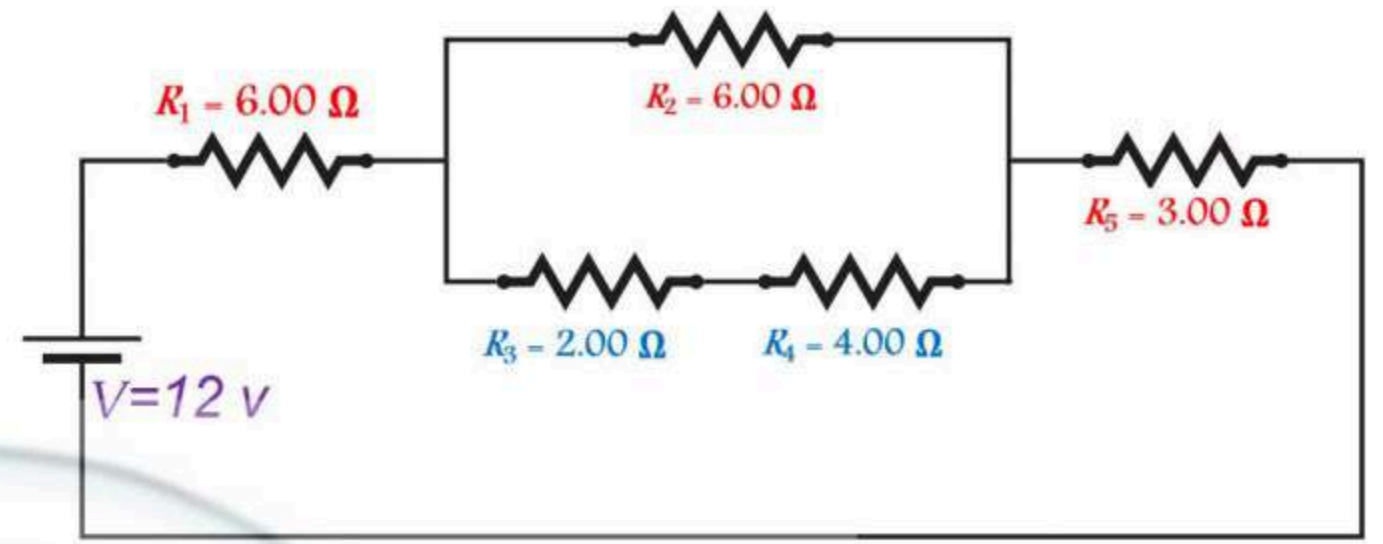 R₁ = 6.00 Ω
R₂ = 6.00 Ω
R₅ = 3.00 Ω
R₃ = 2.00 Ω
R₄ = 4.00 Ω
V=12 v